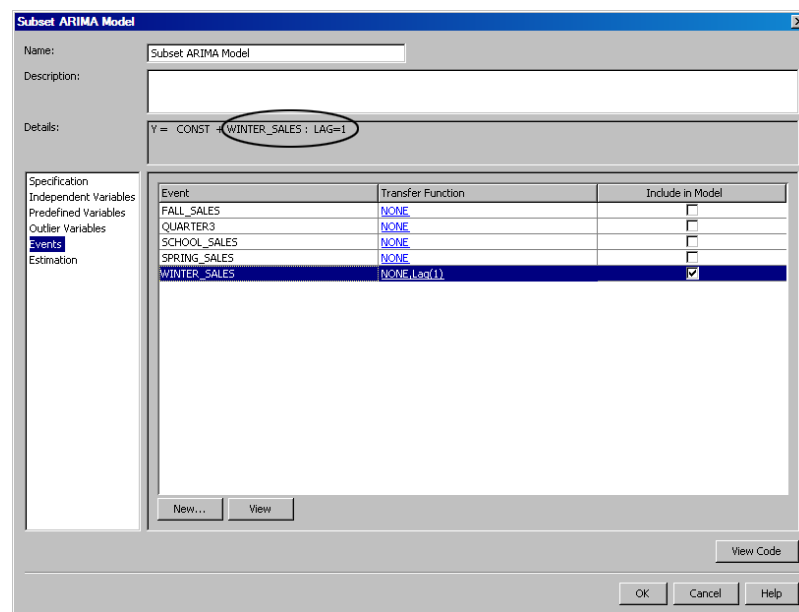 Subset ARIMA Model
Name: Subset ARIMA Model
Description:
Details: Y = CONST + WINTER_SALES : LAG=1
Specification
Independent Variables
Predefined Variables
Outlier Variables
Events
Estimation
Event Transfer Function Include in Model
FALL_SALES NONE
QUARTER3 NONE
SCHOOL_SALES NONE
SPRING_SALES NONE
WINTER_SALES NONE,Lag(1)
New... View
View Code
OK Cancel Help